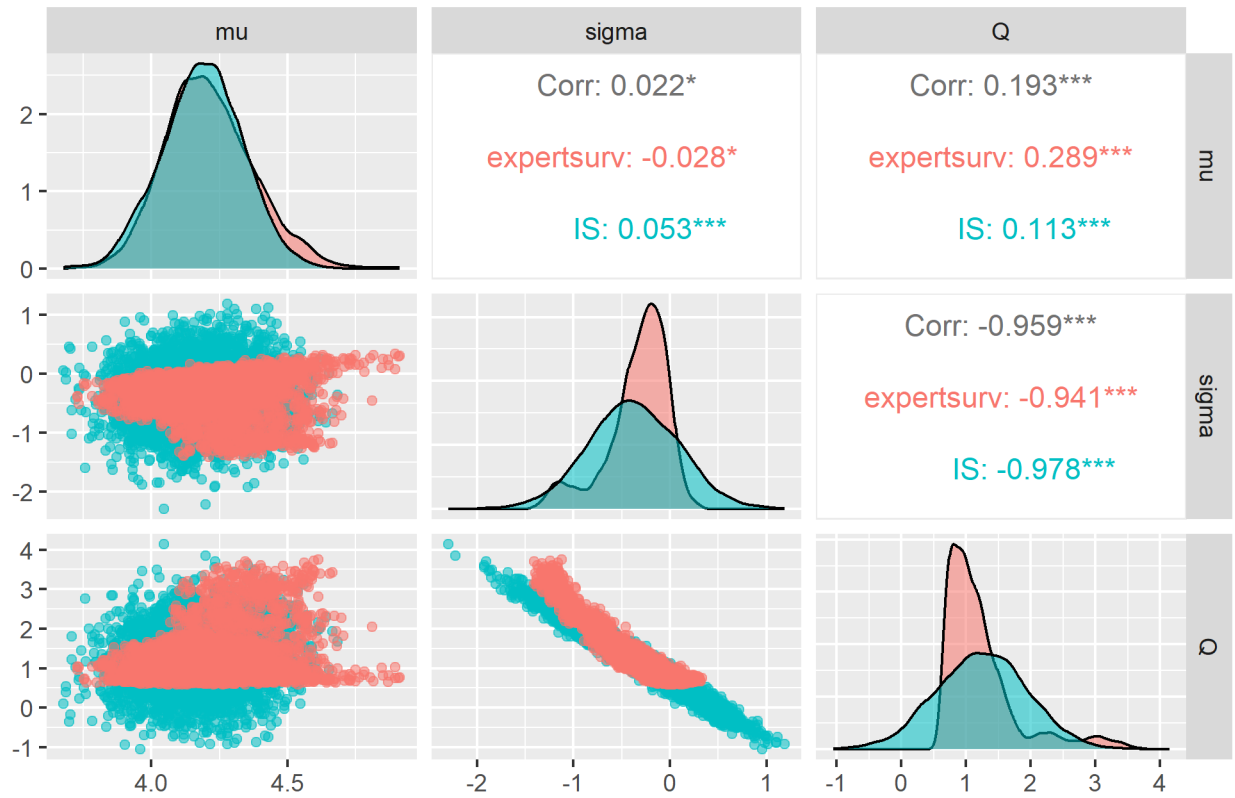 mu
sigma
Q
2
1
0
Corr: 0.022*
expertsurv: -0.028*
IS: 0.053***
Corr: 0.193***
expertsurv: 0.289***
IS: 0.113***
mu
1
0
-1
-2
Corr: -0.959***
expertsurv: -0.941***
IS: -0.978***
sigma
4
3
2
1
0
-1
Q
4.0
4.5
-2
-1
0
1
-1
0
1
2
3
4